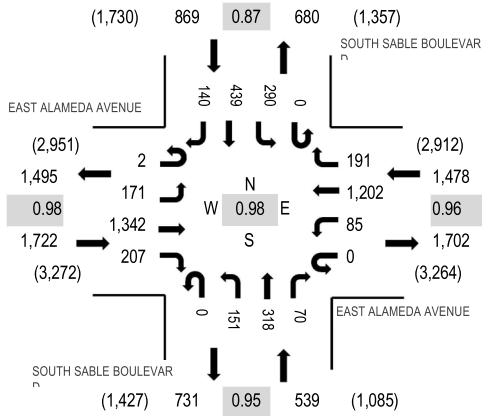 (1,730) 869 0.87 680 (1,357)
SOUTH SABLE BOULEVAR
D
EAST ALAMEDA AVENUE
140 439 290 0
(2,951) (2,912)
1,495 2 191 1,478
171 N 1,202
0.98 W 0.98 E 0.96
1,342 S 85
1,722 207 0 1,702
(3,272) (3,264)
0 151 318 70
EAST ALAMEDA AVENUE
SOUTH SABLE BOULEVAR
D
(1,427) 731 0.95 539 (1,085)